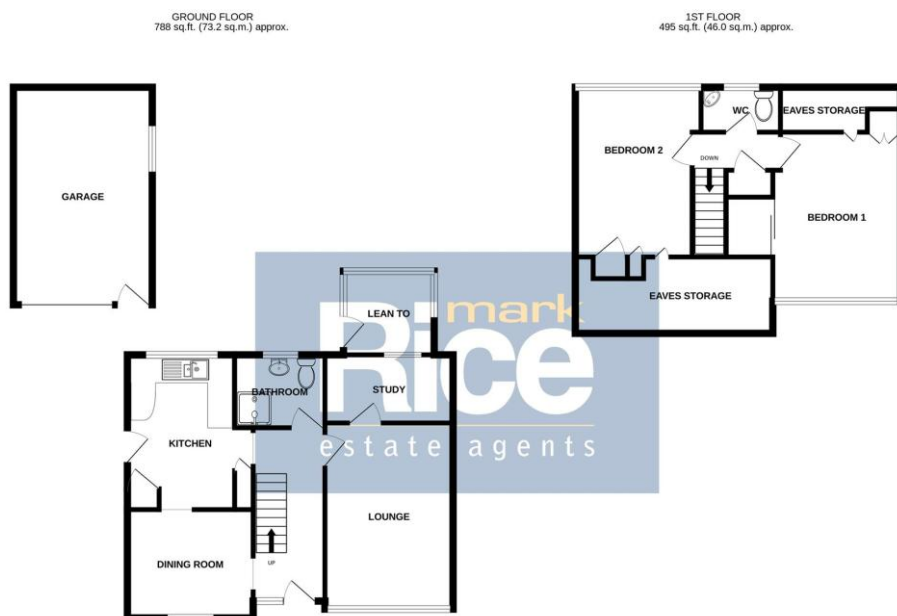 GROUND FLOOR
788 sq.ft. (73.2 sq.m.) approx.
GARAGE
LEAN TO
BATHROOM
STUDY
KITCHEN
LOUNGE
DINING ROOM
UP
1ST FLOOR
495 sq.ft. (46.0 sq.m.) approx.
WC
EAVES STORAGE
BEDROOM 2
DOWN
BEDROOM 1
EAVES STORAGE
mark
Rice
estate agents